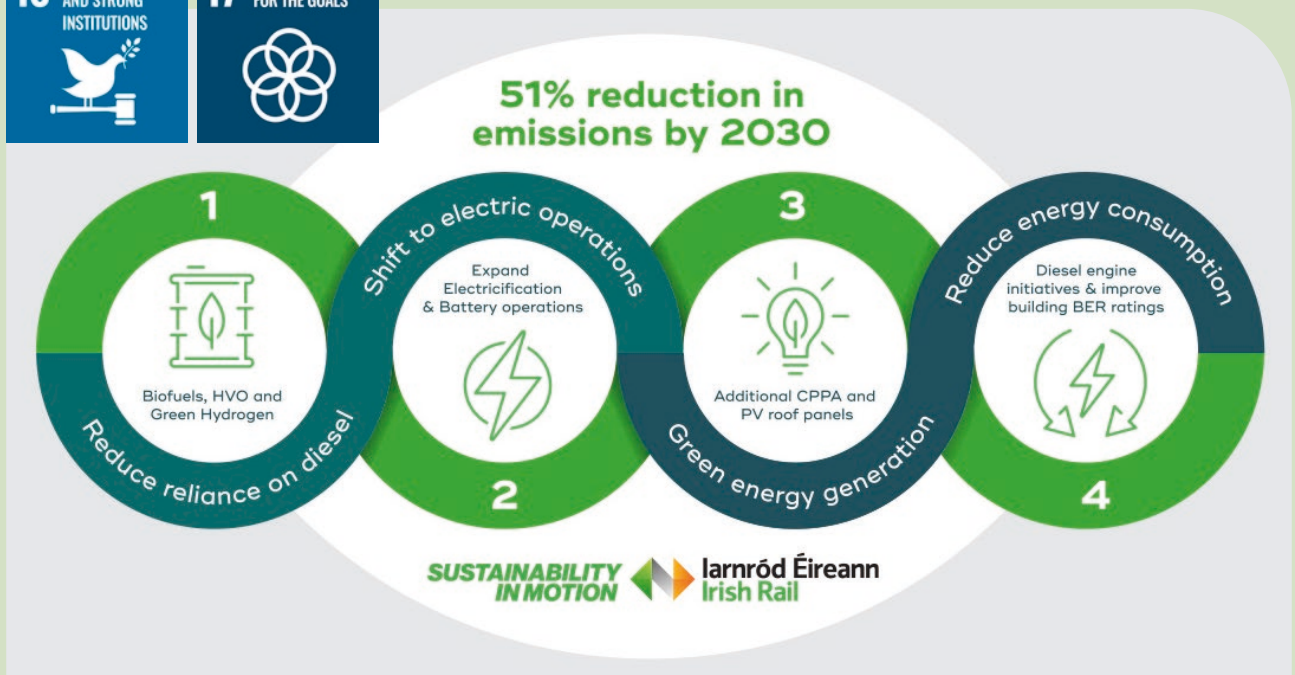 AND STRONG
INSTITUTIONS
17
FOR THE GOALS
51% reduction in
emissions by 2030
1
Biofuels, HVO and
Green Hydrogen
Reduce reliance on diesel
Shift to electric operations
Expand
Electricification
& Battery operations
2
3
Additional CPPA and
PV roof panels
Green energy generation
Reduce energy consumption
Diesel engine
initiatives & improve
building BER ratings
4
SUSTAINABILITY
IN MOTION
Iarnród Éireann
Irish Rail